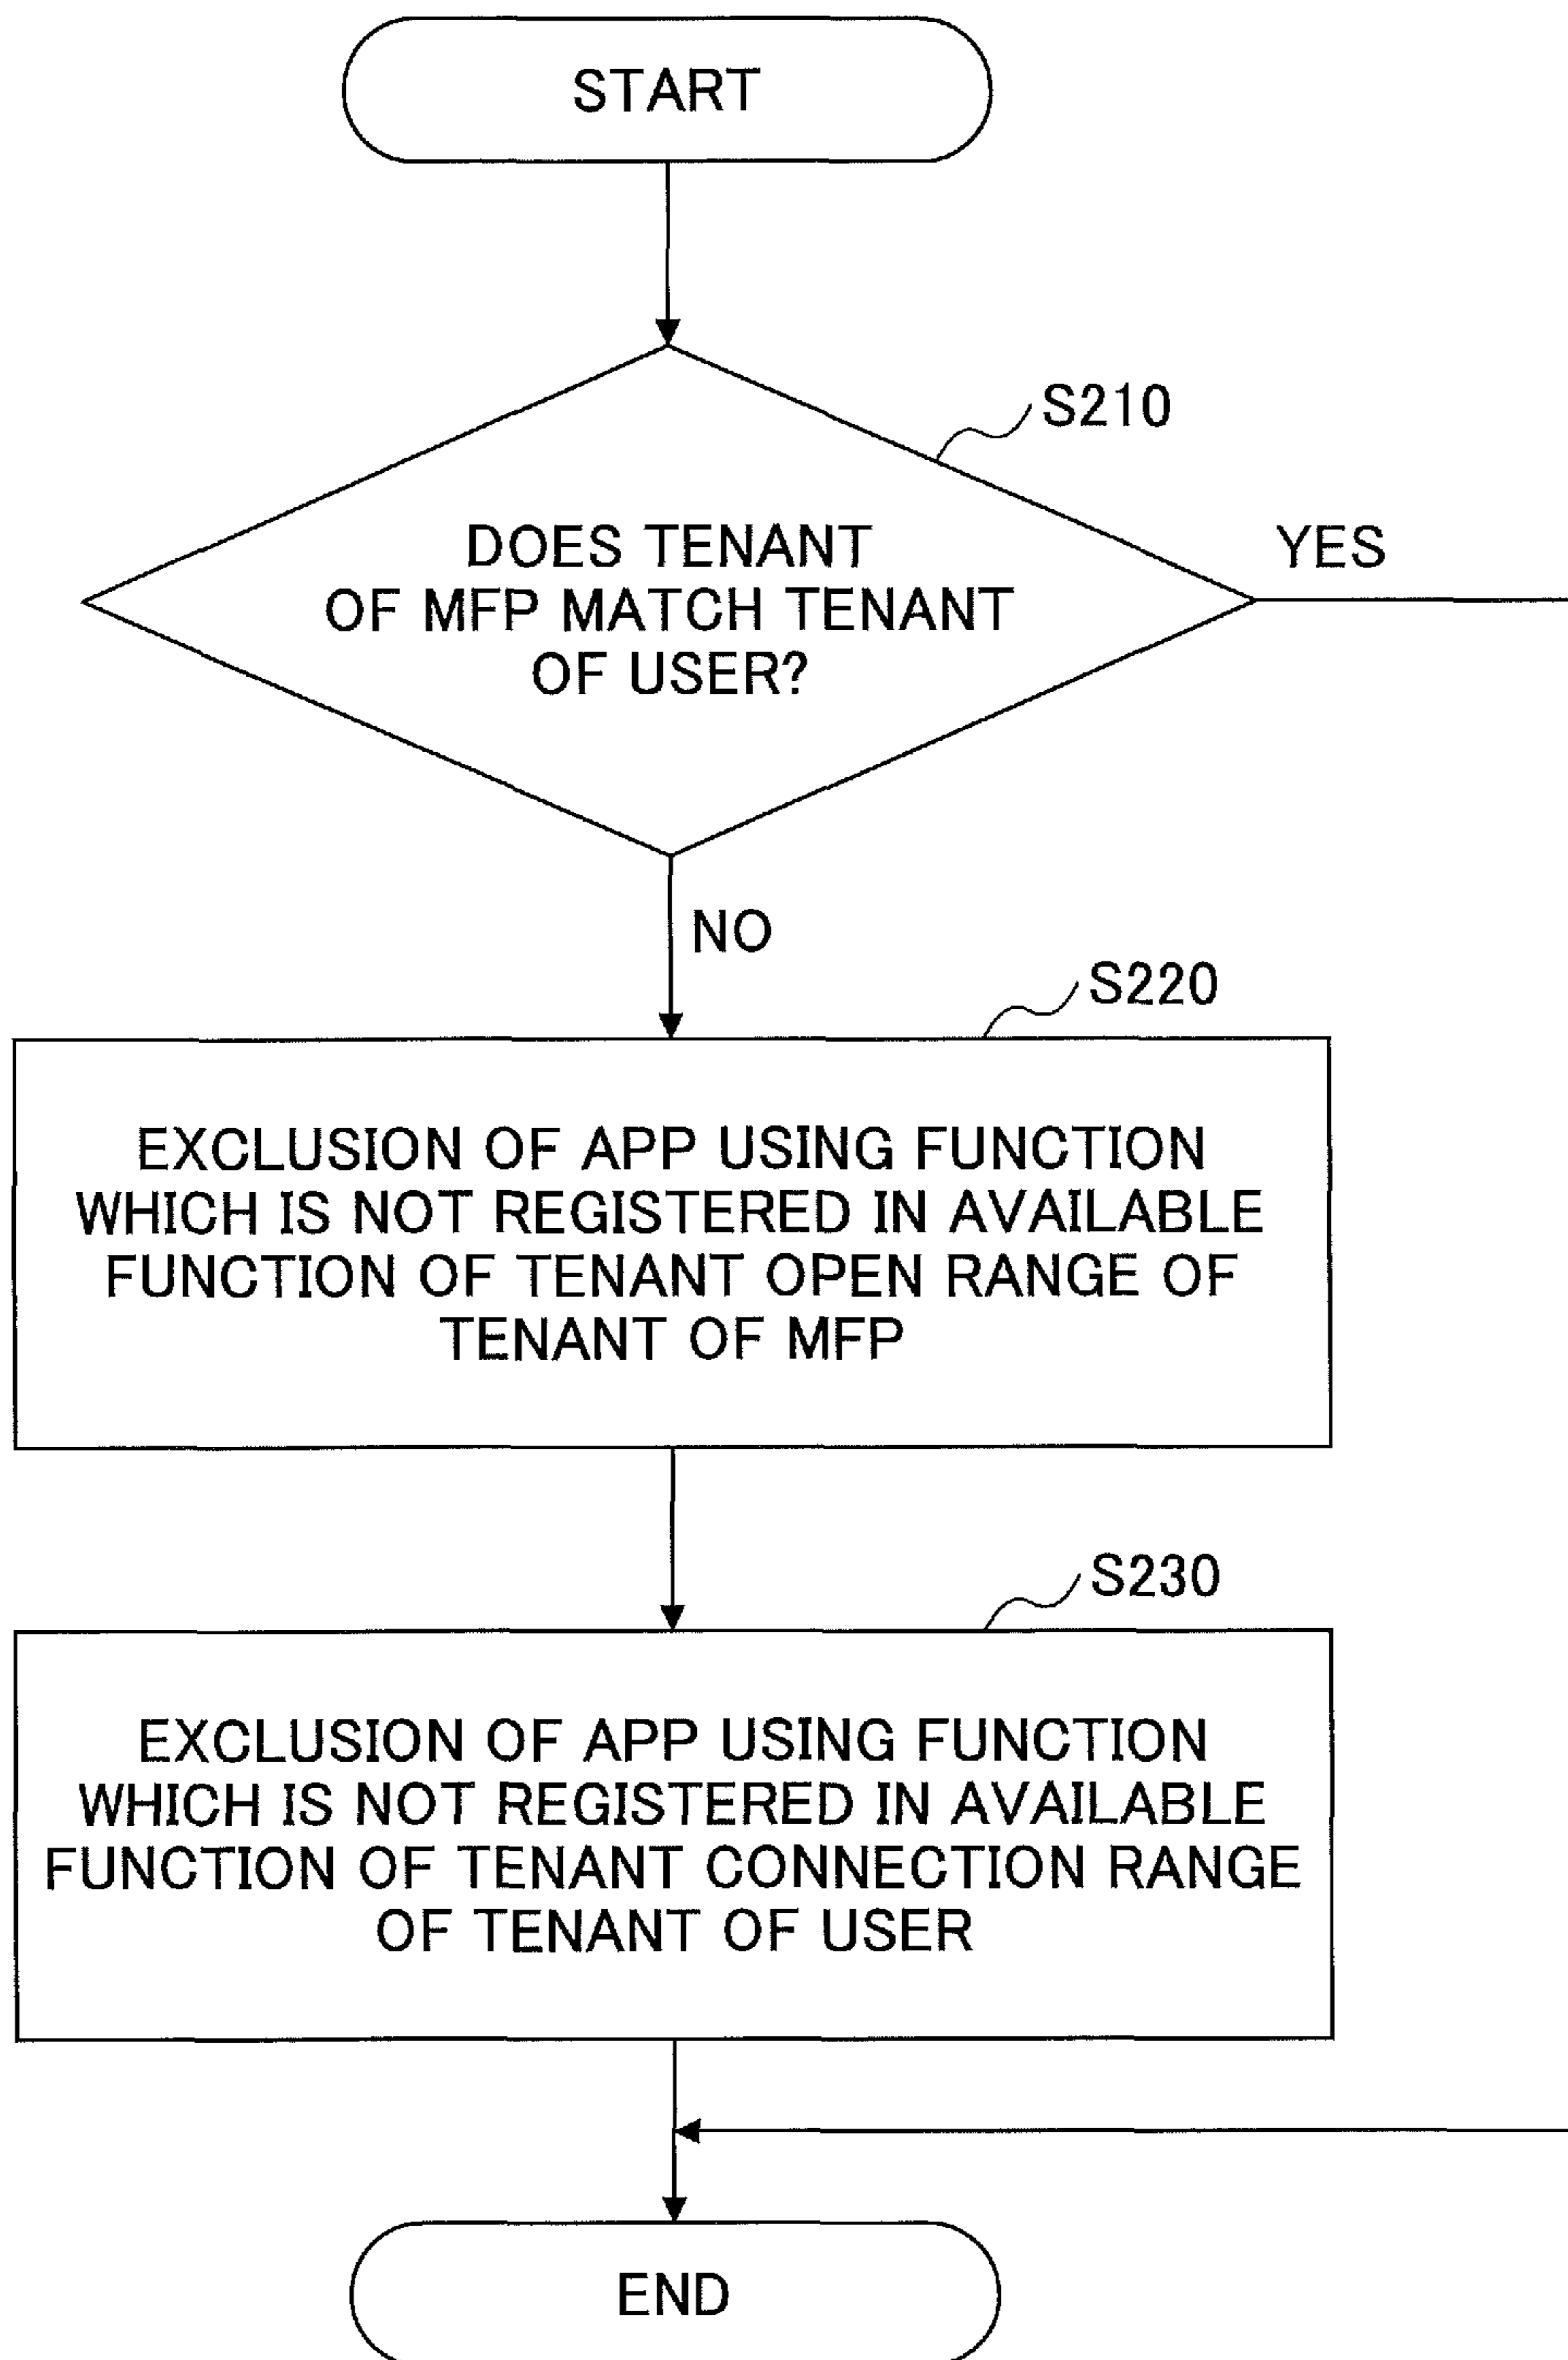 START
S210
DOES TENANT
OF MFP MATCH TENANT
OF USER?
YES
NO
S220
EXCLUSION OF APP USING FUNCTION
WHICH IS NOT REGISTERED IN AVAILABLE
FUNCTION OF TENANT OPEN RANGE OF
TENANT OF MFP
S230
EXCLUSION OF APP USING FUNCTION
WHICH IS NOT REGISTERED IN AVAILABLE
FUNCTION OF TENANT CONNECTION RANGE
OF TENANT OF USER
END